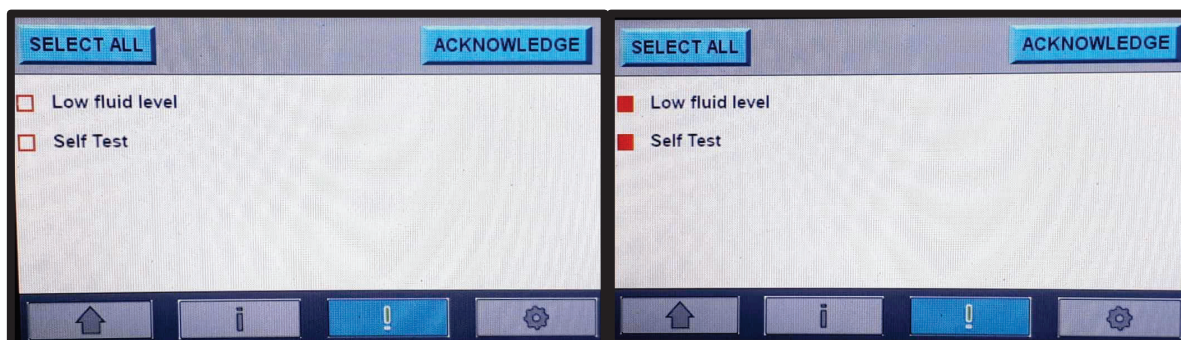 SELECT ALL
ACKNOWLEDGE
Low fluid level
Self Test
SELECT ALL
ACKNOWLEDGE
Low fluid level
Self Test